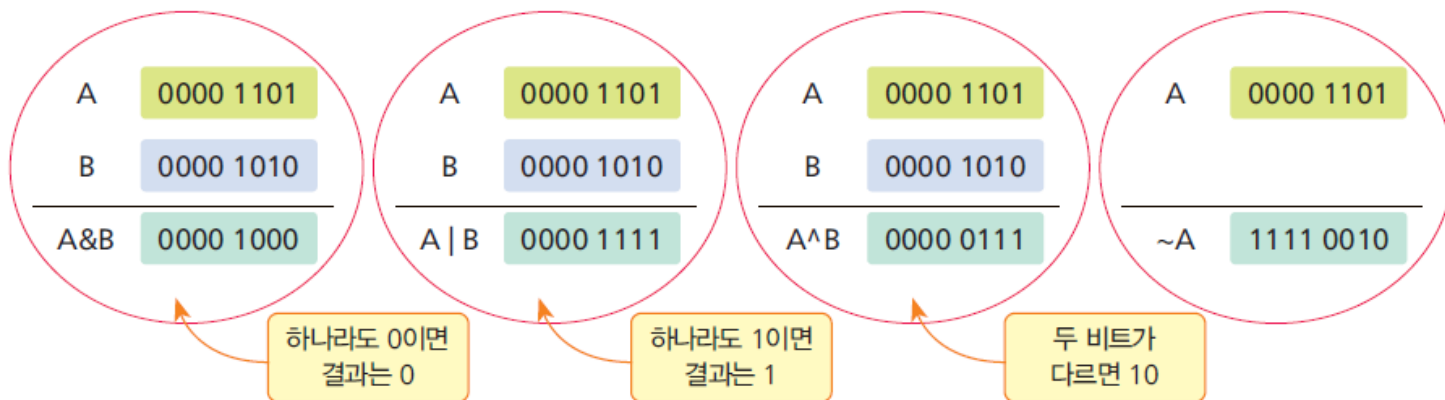 A 0000 1101
B 0000 1010
A&B 0000 1000
하나라도 0이면
결과는 0
A 0000 1101
B 0000 1010
A | B 0000 1111
하나라도 1이면
결과는 1
A 0000 1101
B 0000 1010
A^B 0000 0111
두 비트가
다르면 10
A 0000 1101
~A 1111 0010